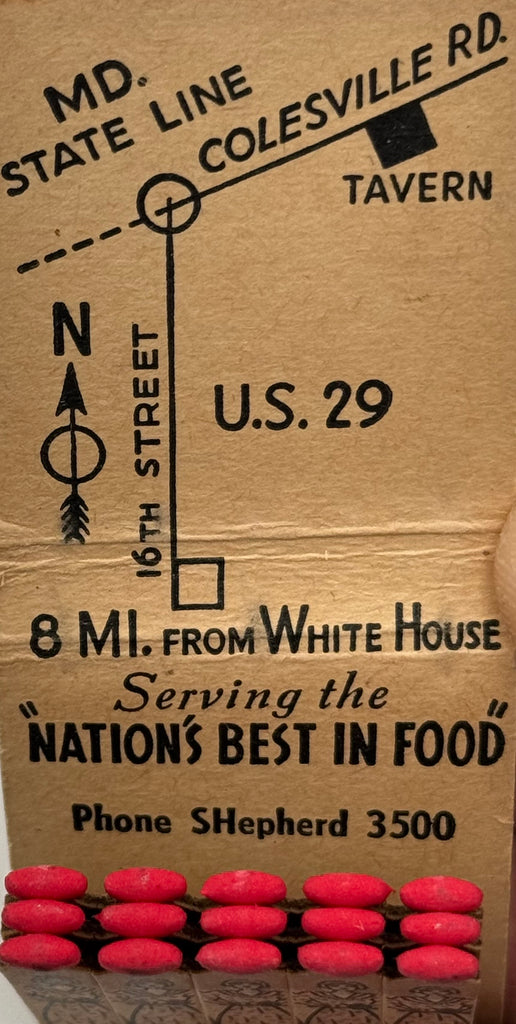 MD.
STATE LINE
COLESVILLE RD.
TAVERN
N
16TH STREET
U.S. 29
8 MI. FROM WHITE HOUSE
Serving the
"NATION'S BEST IN FOOD"
Phone SHepherd 3500